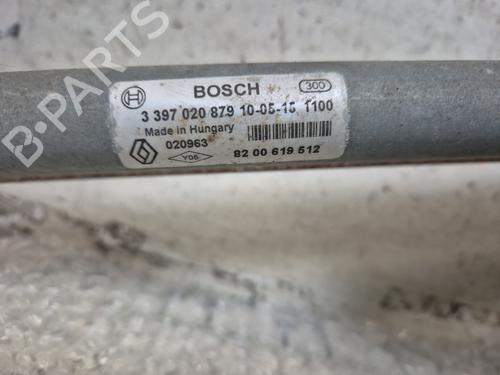 BOSCH 300
3 397 020 879 10-05-15 1100
Made in Hungary
020963 Y06 82 00 619 512
B-PARTS